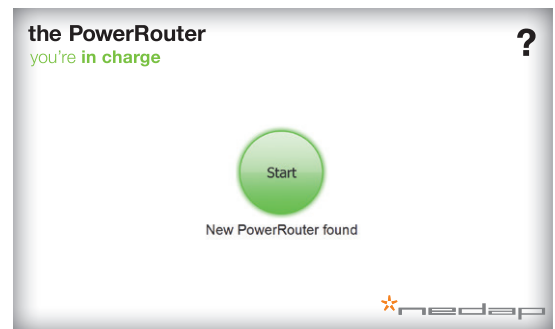 the PowerRouter
?
you're in charge
Start
New PowerRouter found
nedap